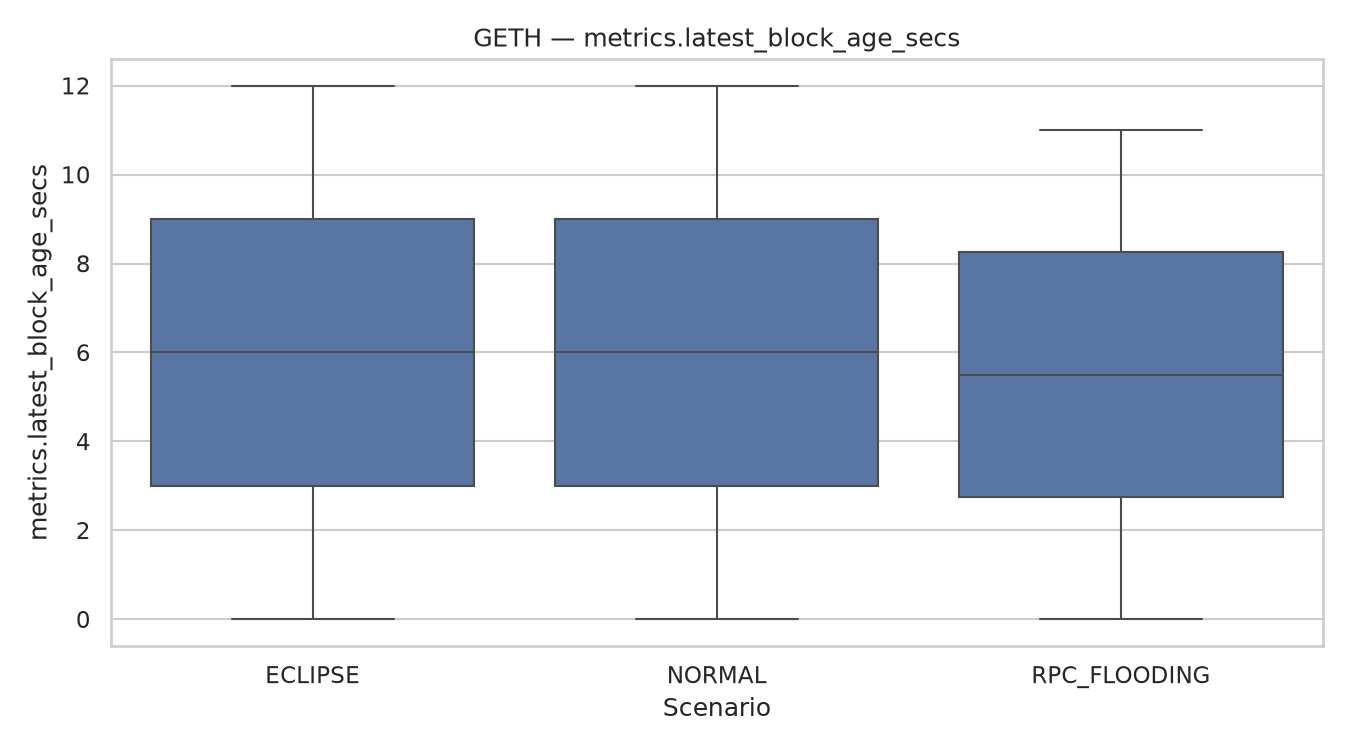 GETH — metrics.latest_block_age_secs
metrics.latest_block_age_secs
12
10
8
6
4
2
0
ECLIPSE NORMAL RPC_FLOODING
Scenario